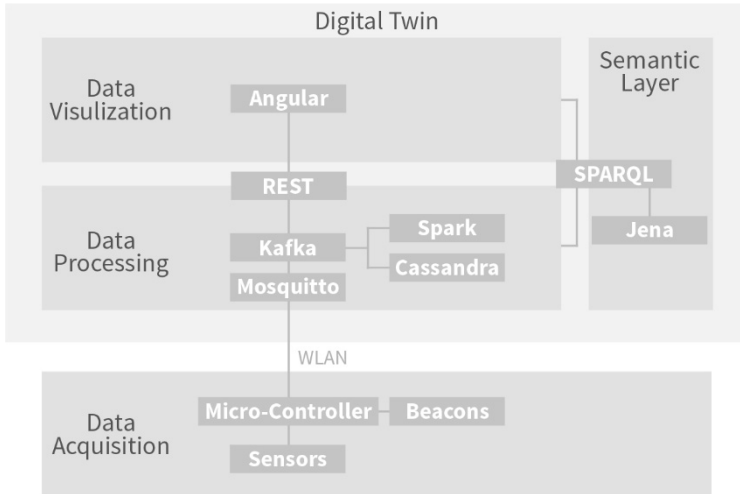 Digital Twin
Data
Visulization
Angular
Semantic
Layer
REST
SPARQL
Data
Processing
Kafka
Spark
Cassandra
Mosquitto
Jena
WLAN
Data
Acquisition
Micro-Controller
Beacons
Sensors